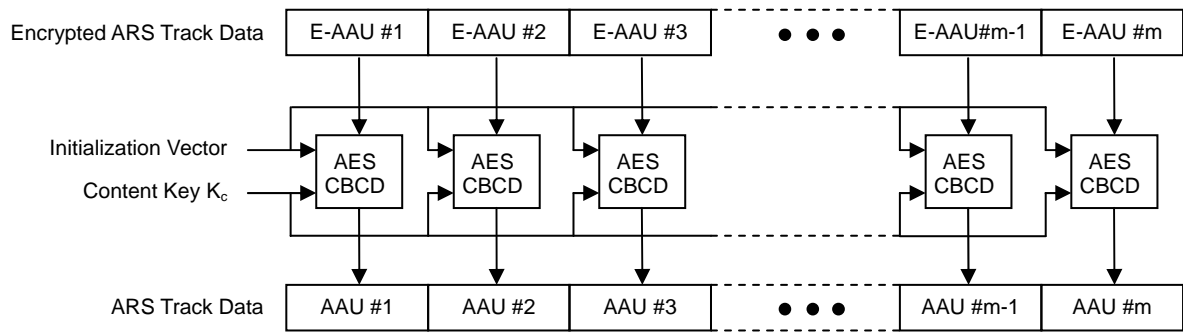 Encrypted ARS Track Data E-AAU #1 E-AAU #2 E-AAU #3 E-AAU#m-1 E-AAU #m
Initialization Vector
Content Key Kc
AES CBCD
AES CBCD
AES CBCD
AES CBCD
AES CBCD
ARS Track Data AAU #1 AAU #2 AAU #3 AAU #m-1 AAU #m